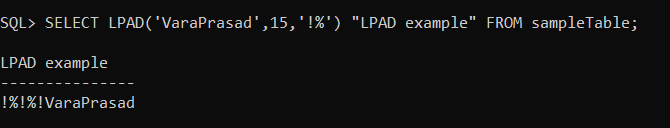 SQL> SELECT LPAD('VaraPrasad',15,'!%') "LPAD example" FROM sampleTable;
LPAD example
---------------
!%!%!VaraPrasad